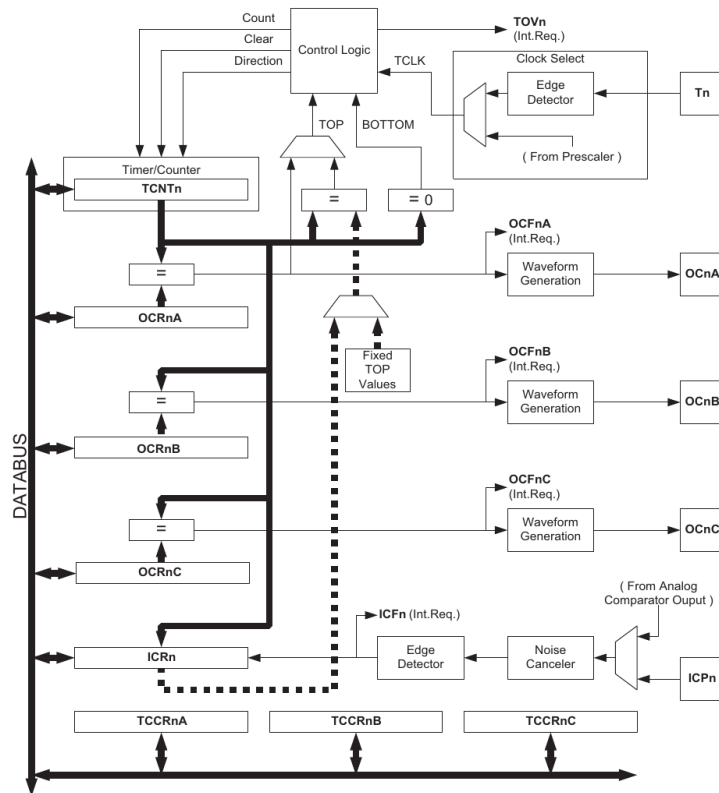 Count
Clear
Direction
Control Logic
TOVn
(Int.Req.)
TCLK
Clock Select
Edge
Detector
Tn
TOP
BOTTOM
( From Prescaler )
Timer/Counter
TCNTn
=
= 0
=
OCFnA
(Int.Req.)
Waveform
Generation
OCnA
OCRnA
Fixed
TOP
Values
OCFnB
(Int.Req.)
=
Waveform
Generation
OCnB
OCRnB
DATABUS
OCFnC
(Int.Req.)
=
Waveform
Generation
OCnC
OCRnC
( From Analog
Comparator Ouput )
ICFn (Int.Req.)
ICRn
Edge
Detector
Noise
Canceler
ICPn
TCCRnA
TCCRnB
TCCRnC